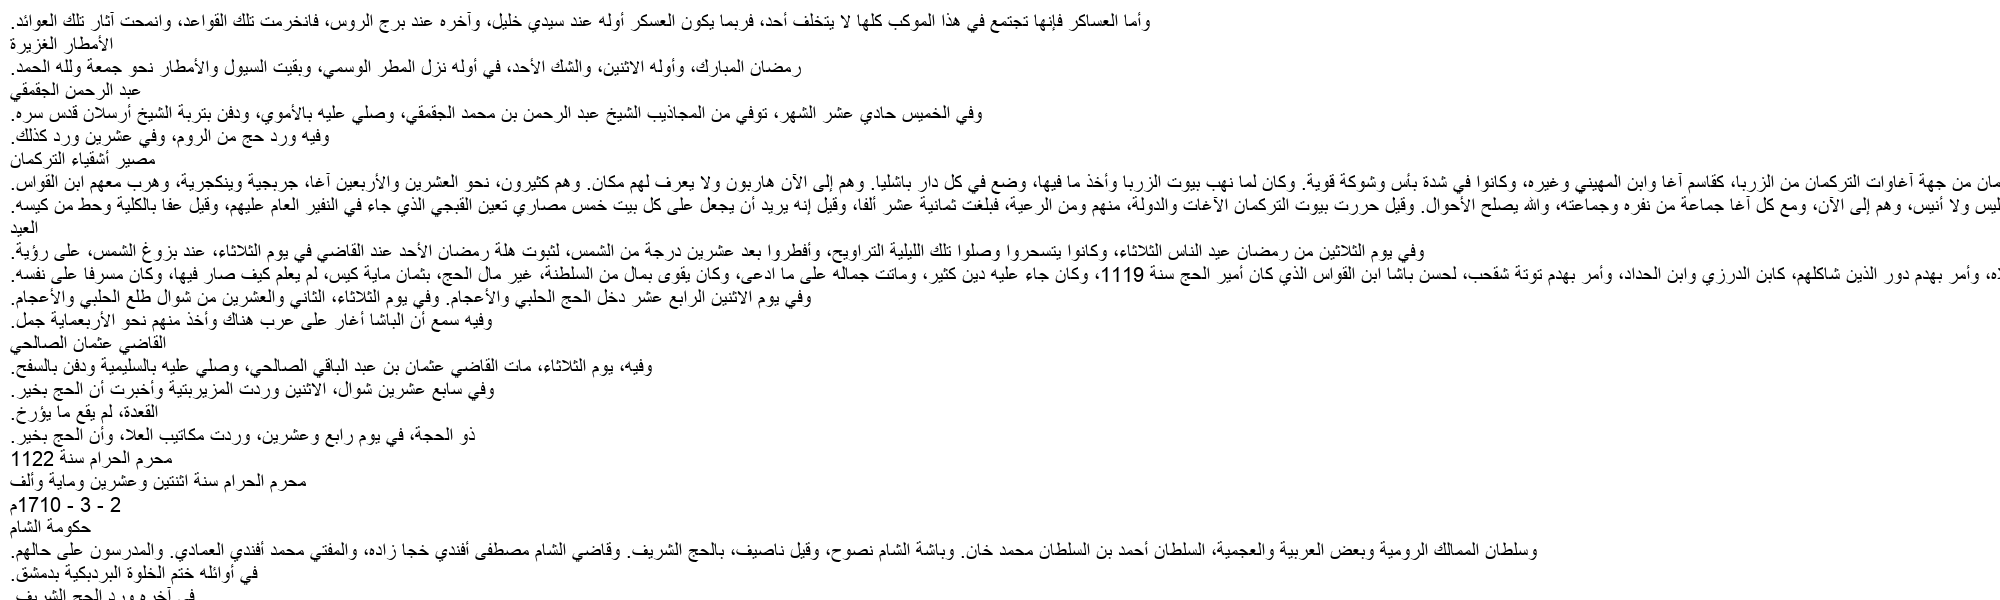 وأما العساكر فإنها تجتمع في هذا الموكب كلها لا يتخلف أحد، فربما يكون العسكر أوله عند سيدي خليل، وآخره عند برج الروس، فانخرمت تلك القواعد، وانمحت آثار تلك العوائد.
الأمطار الغزيرة
رمضان المبارك، وأوله الاثنين، والشك الأحد، في أوله نزل المطر الوسمي، وبقيت السيول والأمطار نحو جمعة ولله الحمد.
عبد الرحمن الجقمقي
وفي الخميس حادي عشر الشهر، توفي من المجاذيب الشيخ عبد الرحمن بن محمد الجقمقي، وصلي عليه بالأموي، ودفن بتربة الشيخ أرسلان قدس سره.
وفيه ورد حج من الروم، وفي عشرين ورد كذلك.
مصير أشقياء التركمان
من جهة آغاوات التركمان من الزربا، كقاسم آغا وابن المهيني وغيره، وكانوا في شدة بأس وشوكة قوية. وكان لما نهب بيوت الزربا وأخذ ما فيها، وضع في كل دار باشليا. وهم إلى الآن هاربون ولا يعرف لهم مكان. وهم كثيرون، نحو العشرين والأربعين آغا، جربجية وينكجرية، وهرب معهم ابن القواس.
ولا أنيس، وهم إلى الآن، ومع كل آغا جماعة من نفره وجماعته، والله يصلح الأحوال. وقيل حررت بيوت التركمان الآغات والدولة، منهم ومن الرعية، فبلغت ثمانية عشر ألفا، وقيل إنه يريد أن يجعل على كل بيت خمس مصاري تعين القبجي الذي جاء في النفير العام عليهم، وقيل عفا بالكلية وحط من كيسه.
العيد
وفي يوم الثلاثين من رمضان عيد الناس الثلاثاء، وكانوا يتسحروا وصلوا تلك الليلية التراويح، وأفطروا بعد عشرين درجة من الشمس، لثبوت هلة رمضان الأحد عند القاضي في يوم الثلاثاء، عند بزوغ الشمس، على رؤية.
وأمر بهدم دور الذين شاكلهم، كابن الدرزي وابن الحداد، وأمر بهدم توتة شقحب، لحسن باشا ابن القواس الذي كان أمير الحج سنة 1119، وكان جاء عليه دين كثير، وماتت جماله على ما ادعى، وكان يقوى بمال من السلطنة، غير مال الحج، بثمان ماية كيس، لم يعلم كيف صار فيها، وكان مسرفا على نفسه.
وفي يوم الاثنين الرابع عشر دخل الحج الحلبي والأعجام. وفي يوم الثلاثاء، الثاني والعشرين من شوال طلع الحلبي والأعجام.
وفيه سمع أن الباشا أغار على عرب هناك وأخذ منهم نحو الأربعماية جمل.
القاضي عثمان الصالحي
وفيه، يوم الثلاثاء، مات القاضي عثمان بن عبد الباقي الصالحي، وصلي عليه بالسليمية ودفن بالسفح.
وفي سابع عشرين شوال، الاثنين وردت المزيربتية وأخبرت أن الحج بخير.
القعدة، لم يقع ما يؤرخ.
ذو الحجة، في يوم رابع وعشرين، وردت مكاتيب العلا، وأن الحج بخير.
محرم الحرام سنة 1122
محرم الحرام سنة اثنتين وعشرين وماية وألف
2 - 3 - 1710م
حكومة الشام
وسلطان الممالك الرومية وبعض العربية والعجمية، السلطان أحمد بن السلطان محمد خان. وباشة الشام نصوح، وقيل ناصيف، بالحج الشريف. وقاضي الشام مصطفى أفندي خجا زاده، والمفتي محمد أفندي العمادي. والمدرسون على حالهم.
في أوائله ختم الخلوة البردبكية بدمشق.
في آخره ورد الحج الشريف.